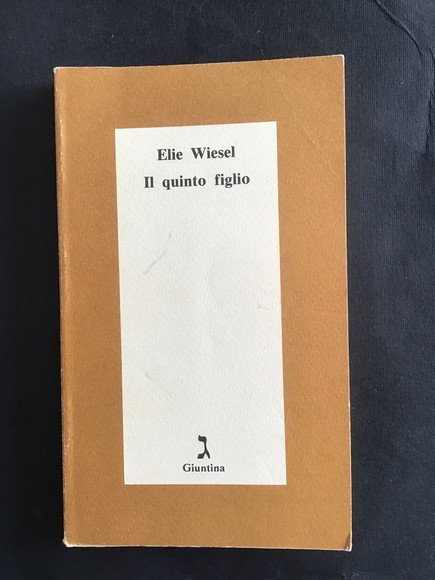 Elie Wiesel
Il quinto figlio
ג
Giuntina